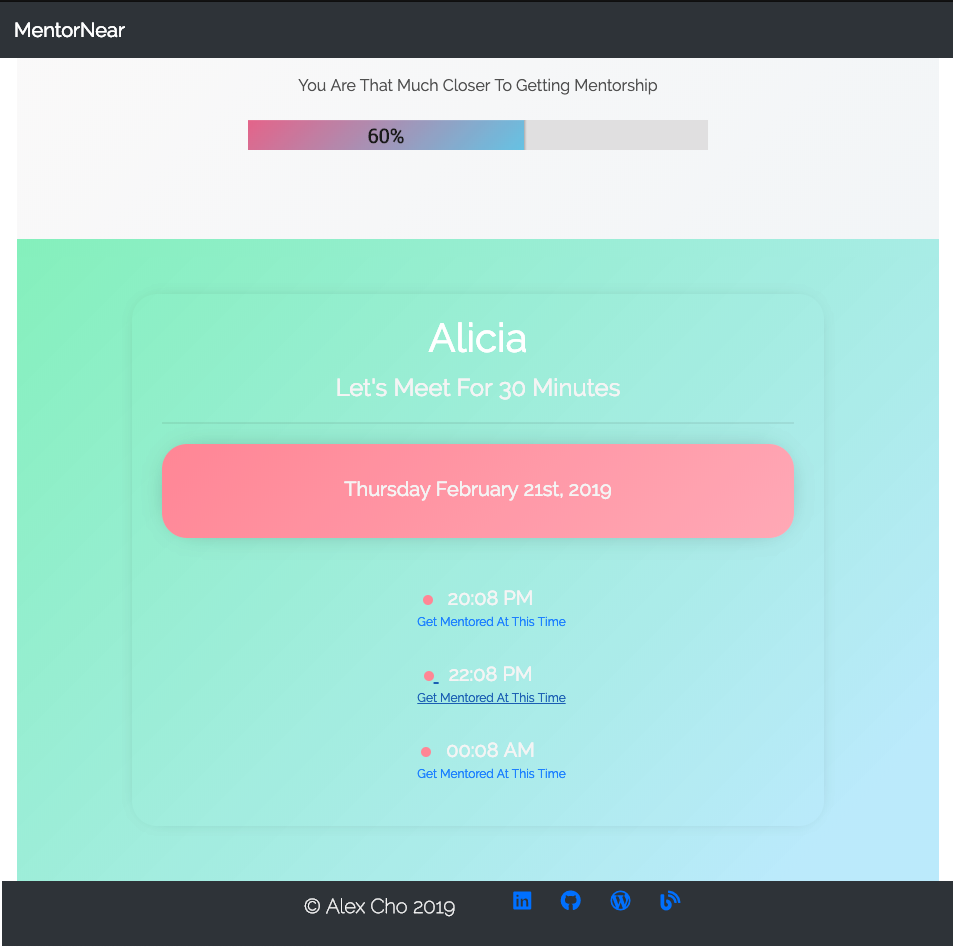 MentorNear
You Are That Much Closer To Getting Mentorship
60%
Alicia
Let's Meet For 30 Minutes
Thursday February 21st, 2019
20:08 PM
Get Mentored At This Time
22:08 PM
Get Mentored At This Time
00:08 AM
Get Mentored At This Time
© Alex Cho 2019